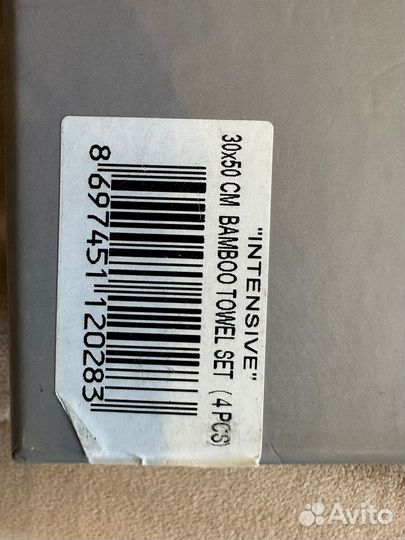 "INTENSIVE"
30x50 CM BAMBOO TOWEL SET (4 PCS)
8 697451 120283
Avito